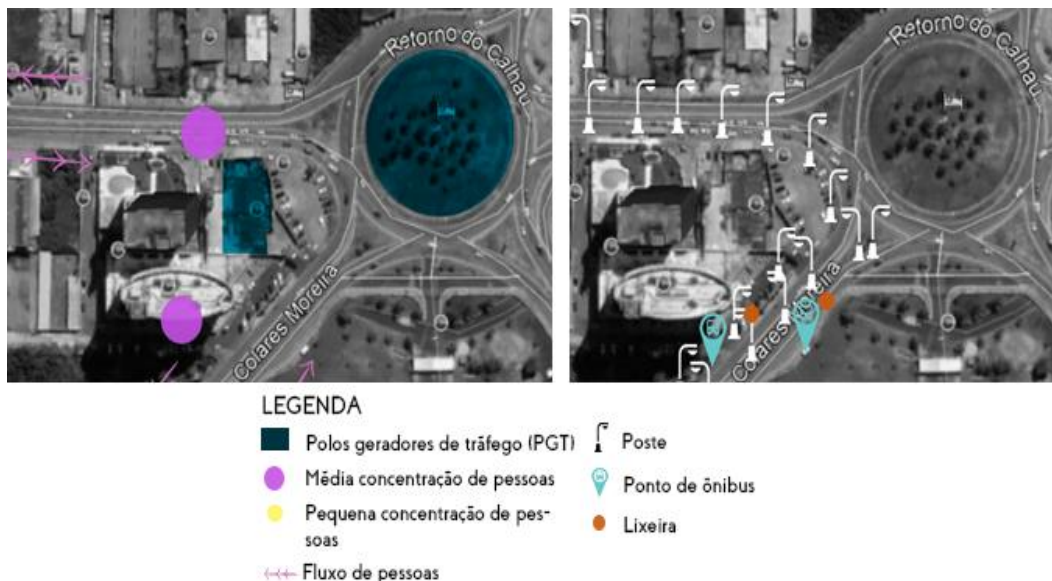 Retorno do Calhau
Colares Moreira
Retorno do Calhau
Colares Moreira
LEGENDA
Polos geradores de tráfego (PGT)
Média concentração de pessoas
Pequena concentração de pes-
soas
Fluxo de pessoas
Poste
Ponto de ônibus
Lixeira